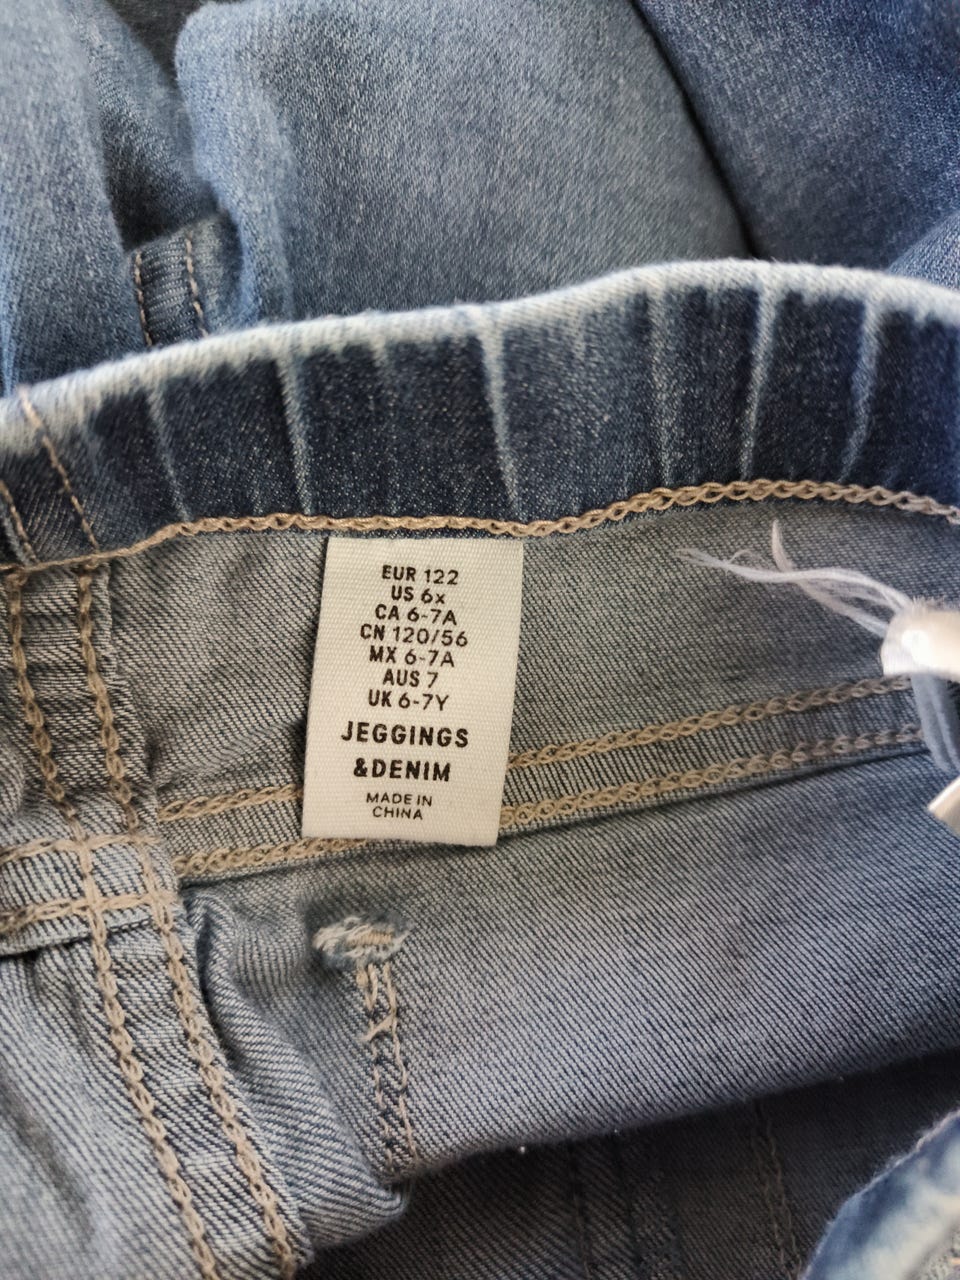 EUR 122
US 6x
CA 6-7A
CN 120/56
MX 6-7A
AUS 7
UK 6-7Y
JEGGINGS
&DENIM
MADE IN
CHINA